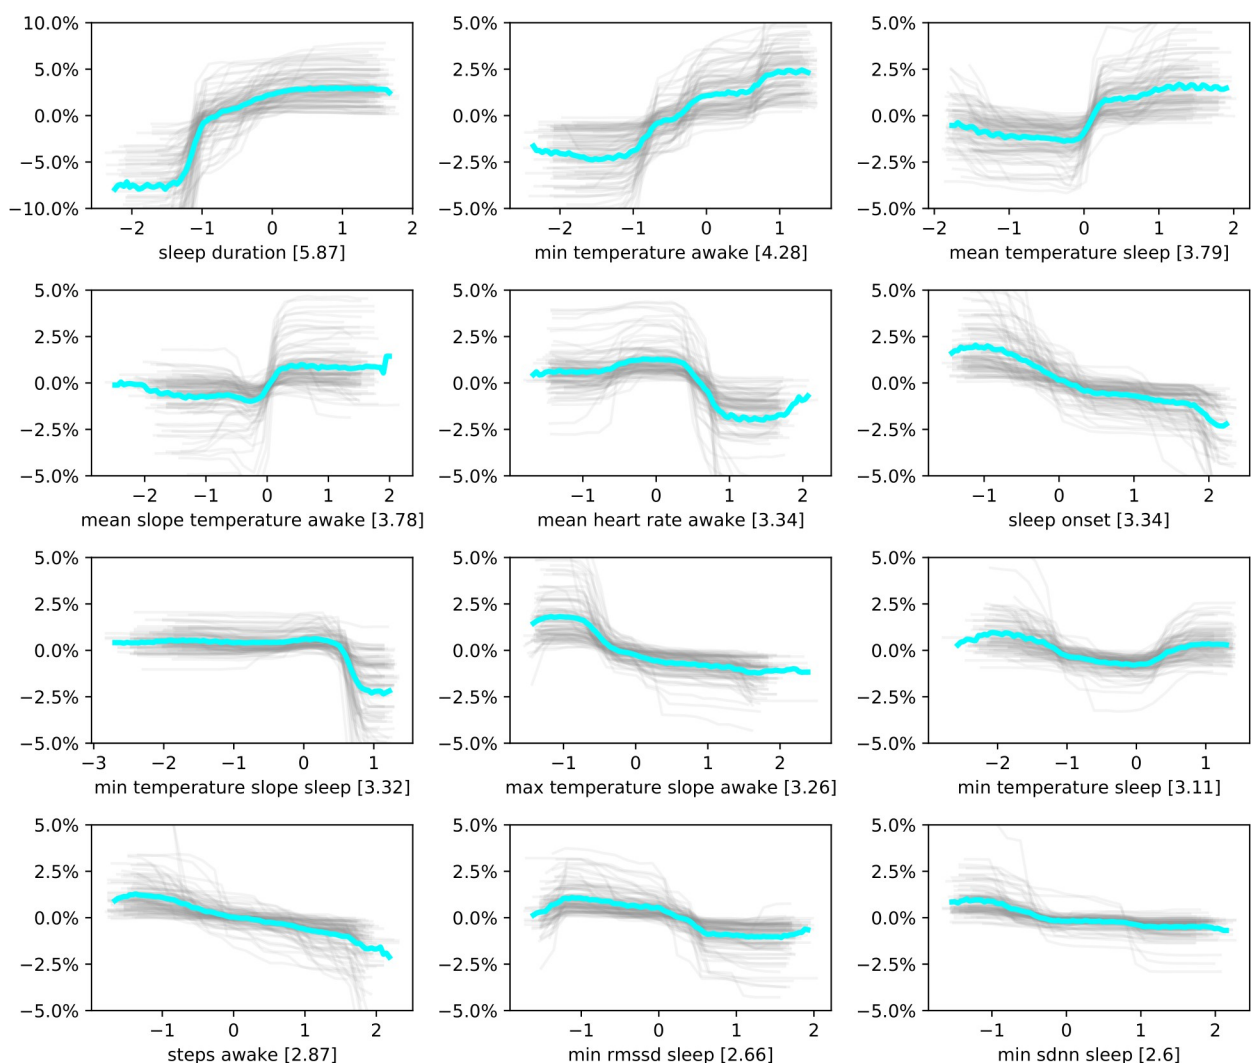 10.0%
5.0%
0.0%
−5.0%
−10.0%
−2 −1 0 1 2
sleep duration [5.87]
5.0%
2.5%
0.0%
−2.5%
−5.0%
−2 −1 0 1
min temperature awake [4.28]
5.0%
2.5%
0.0%
−2.5%
−5.0%
−2 −1 0 1 2
mean temperature sleep [3.79]
5.0%
2.5%
0.0%
−2.5%
−5.0%
−2 −1 0 1 2
mean slope temperature awake [3.78]
5.0%
2.5%
0.0%
−2.5%
−5.0%
−1 0 1 2
mean heart rate awake [3.34]
5.0%
2.5%
0.0%
−2.5%
−5.0%
−1 0 1 2
sleep onset [3.34]
5.0%
2.5%
0.0%
−2.5%
−5.0%
−3 −2 −1 0 1
min temperature slope sleep [3.32]
5.0%
2.5%
0.0%
−2.5%
−5.0%
−1 0 1 2
max temperature slope awake [3.26]
5.0%
2.5%
0.0%
−2.5%
−5.0%
−2 −1 0 1
min temperature sleep [3.11]
5.0%
2.5%
0.0%
−2.5%
−5.0%
−1 0 1 2
steps awake [2.87]
5.0%
2.5%
0.0%
−2.5%
−5.0%
−1 0 1 2
min rmssd sleep [2.66]
5.0%
2.5%
0.0%
−2.5%
−5.0%
−1 0 1 2
min sdnn sleep [2.6]